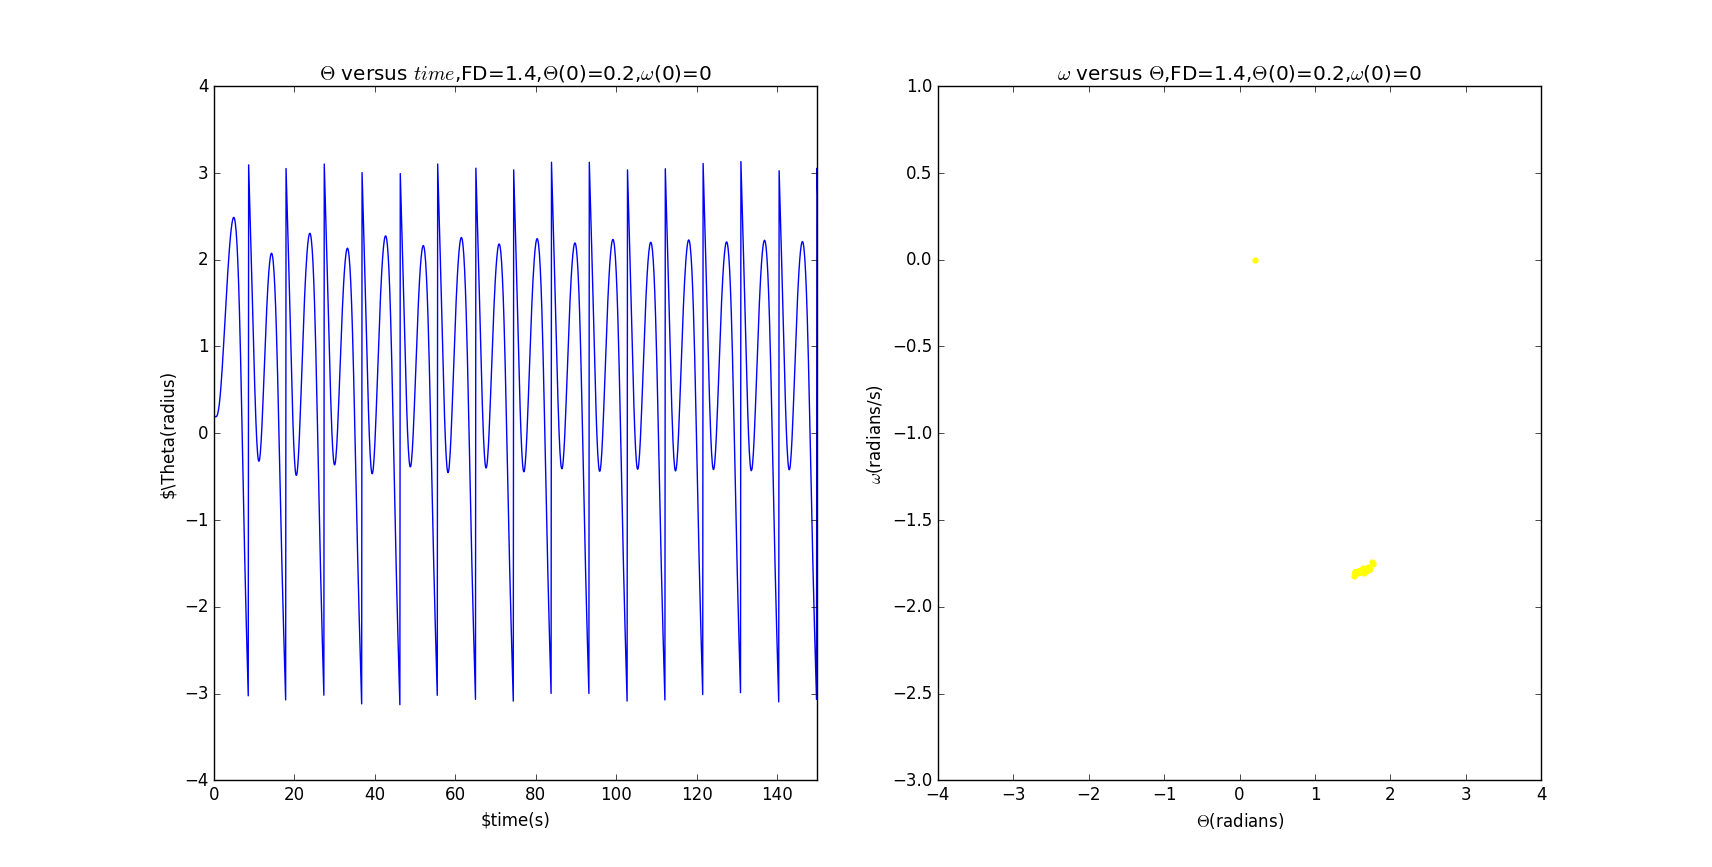 Θ versus time,FD=1.4,Θ(0)=0.2,ω(0)=0
4
3
2
1
0
−1
−2
−3
−4
$\Theta(radius)
0 20 40 60 80 100 120 140
$time(s)
ω versus Θ,FD=1.4,Θ(0)=0.2,ω(0)=0
1.0
0.5
0.0
−0.5
−1.0
−1.5
−2.0
−2.5
−3.0
ω(radians/s)
−4 −3 −2 −1 0 1 2 3 4
Θ(radians)